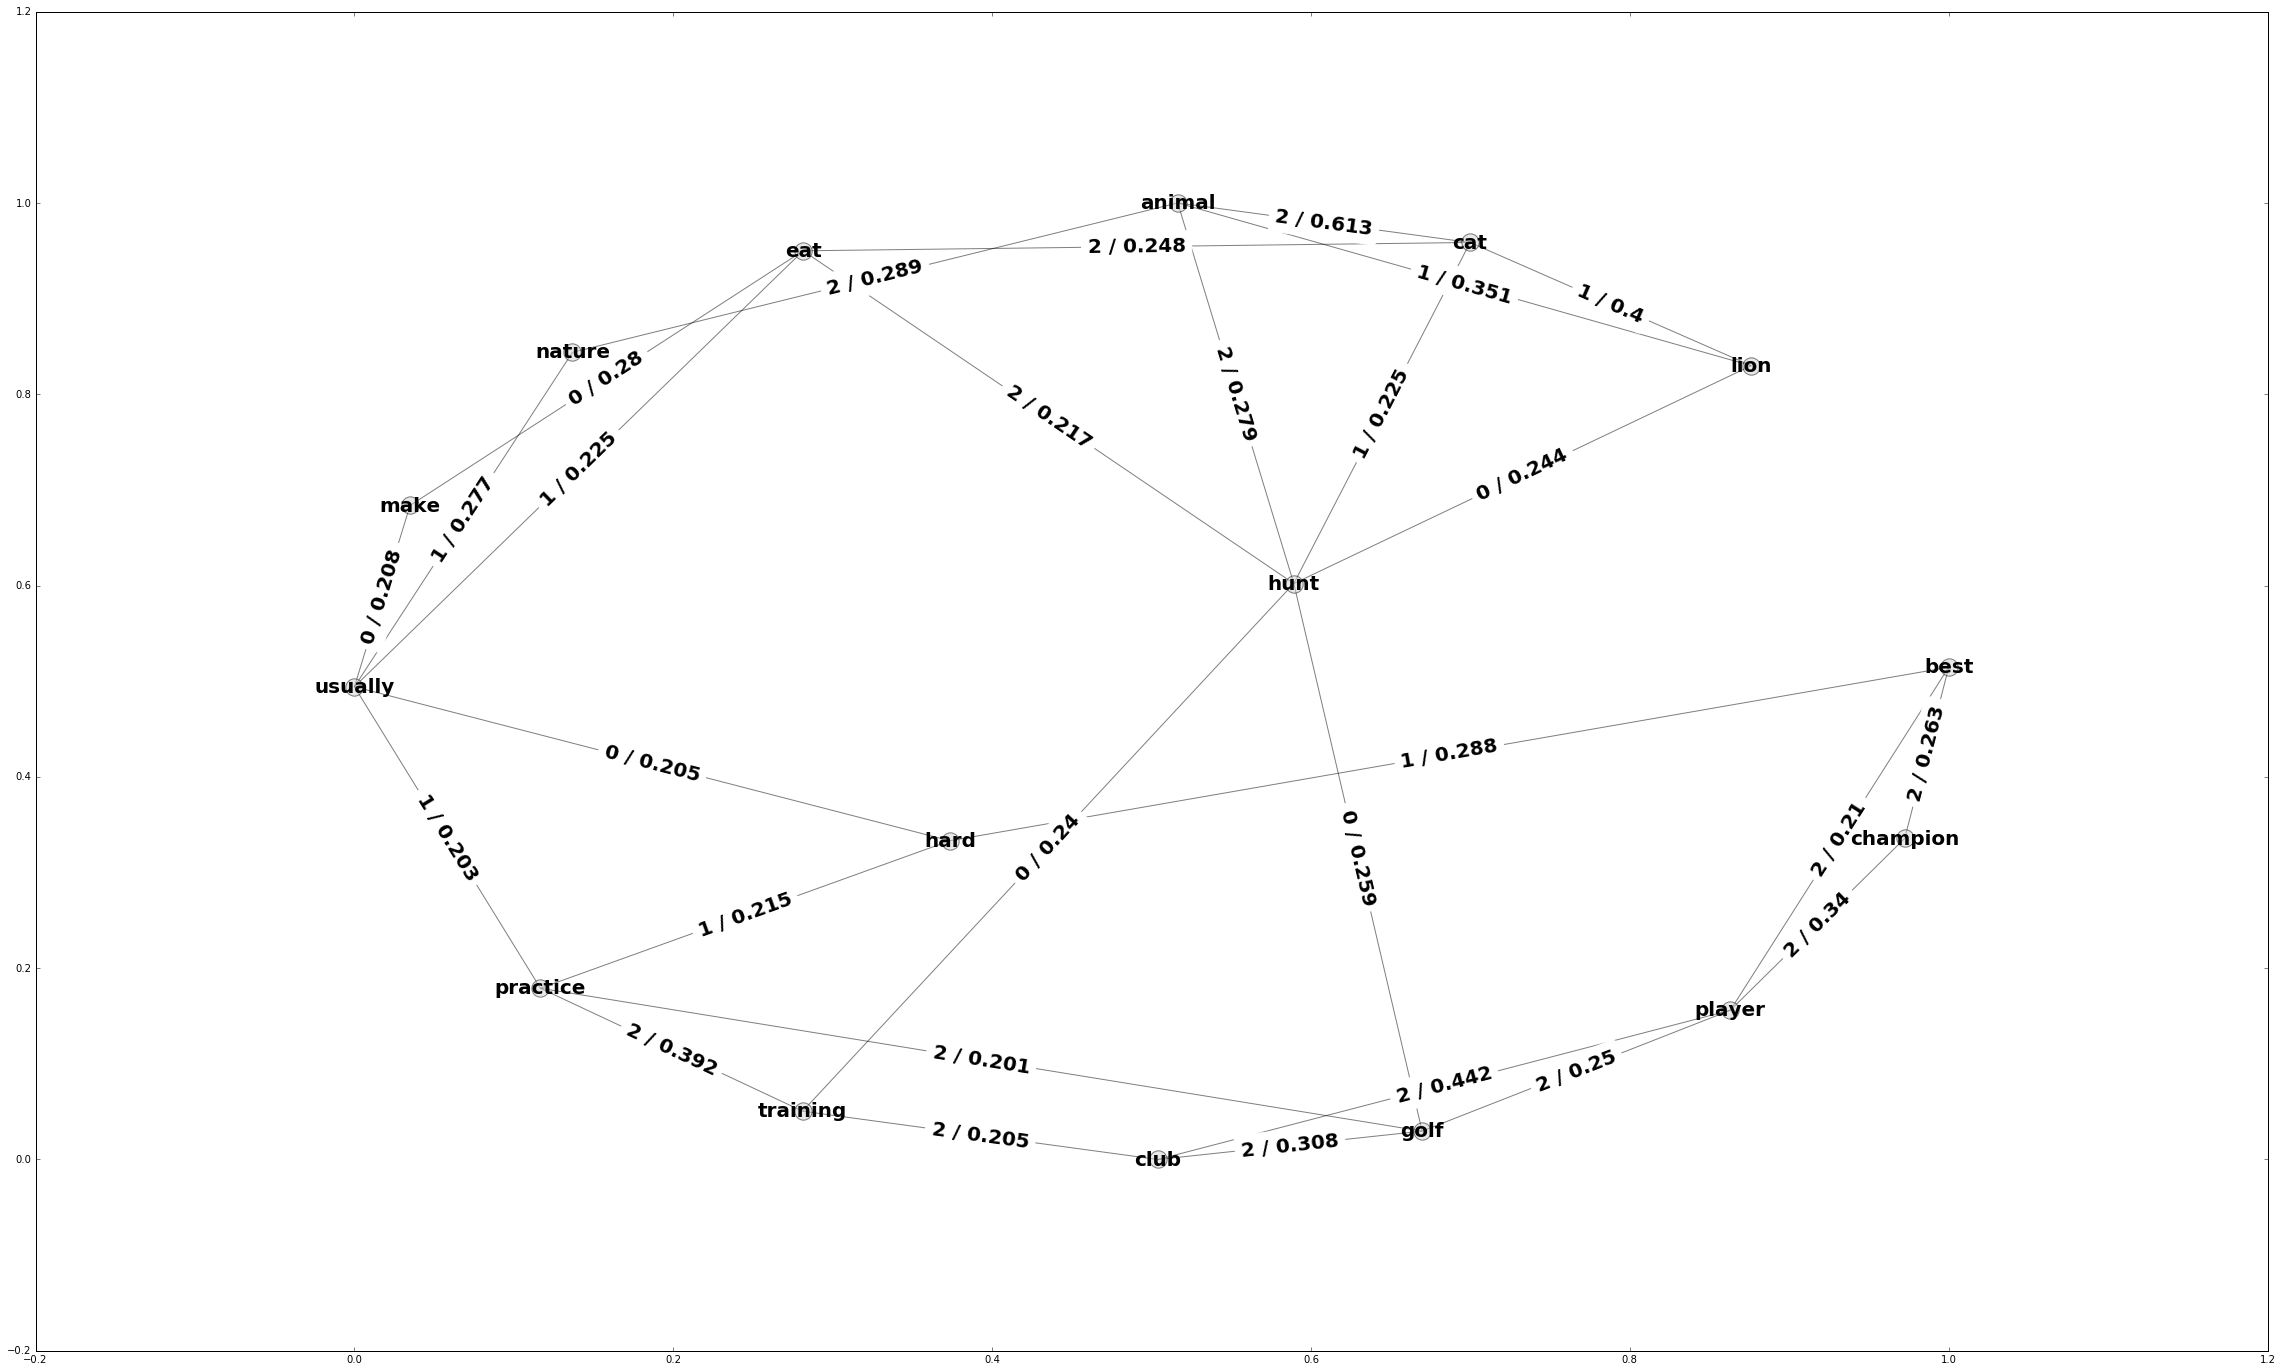 1.2
animal
2 / 0.613
cat
eat
2 / 0.248
2 / 0.289
1 / 0.351
1 / 0.4
nature
0 / 0.28
lion
2 / 0.279
1 / 0.225
2 / 0.217
1 / 0.225
0 / 0.244
make
1 / 0.277
0 / 0.208
hunt
usually
best
0 / 0.205
1 / 0.288
2 / 0.263
1 / 0.203
hard
0 / 0.24
0 / 0.259
2 / 0.21
champion
1 / 0.215
2 / 0.34
practice
player
2 / 0.392
2 / 0.201
2 / 0.442
2 / 0.25
training
2 / 0.205
club
2 / 0.308
golf
1.0
0.8
0.6
0.4
0.2
0.0
−0.2
−0.2
0.0
0.2
0.4
0.6
0.8
1.0
1.2